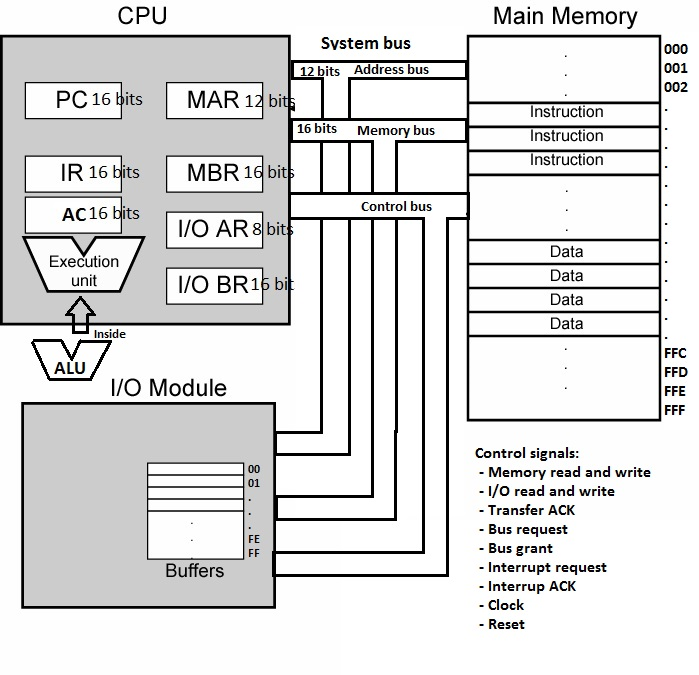 CPU
Main Memory
System bus
12 bits
Address bus
16 bits
Memory bus
Control bus
PC 16 bits
MAR 12 bits
IR 16 bits
MBR 16 bits
AC 16 bits
I/O AR 8 bits
Execution
unit
I/O BR 16 bit
Inside
ALU
000
001
002
.
.
.
Instruction
Instruction
Instruction
.
.
.
Data
Data
Data
Data
.
.
.
FFC
FFD
FFE
FFF
I/O Module
00
01
.
.
FE
FF
Buffers
Control signals:
- Memory read and write
- I/O read and write
- Transfer ACK
- Bus request
- Bus grant
- Interrupt request
- Interrup ACK
- Clock
- Reset